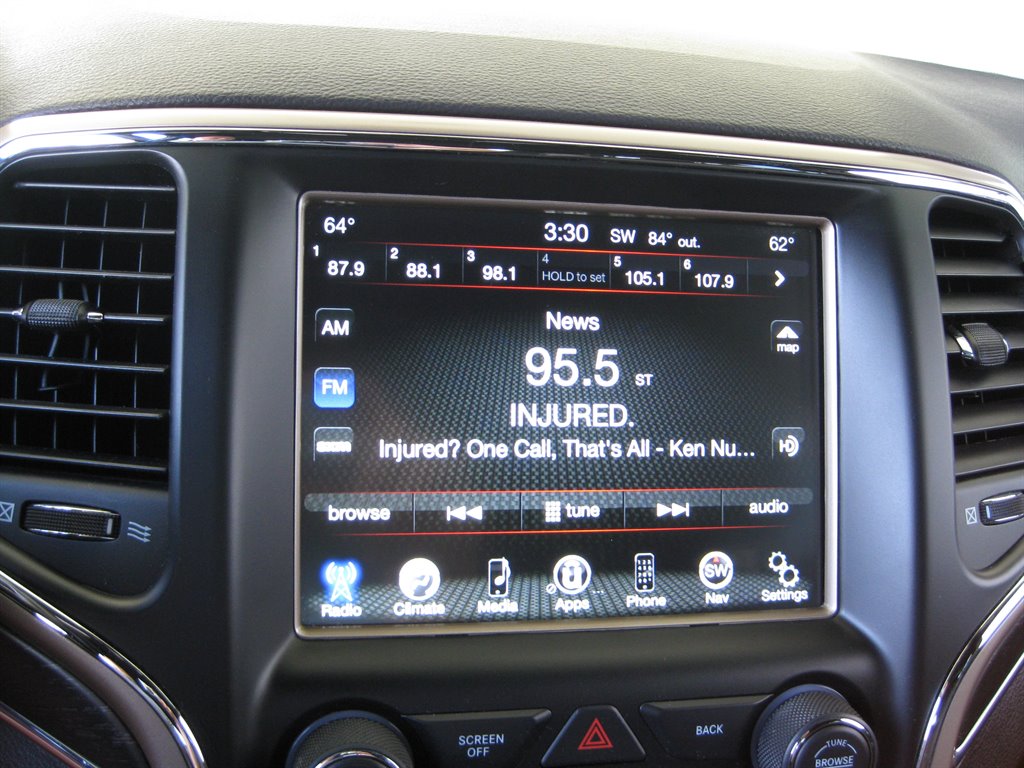 64° 3:30 SW 84° out. 62°
1 87.9 2 88.1 3 98.1 4 HOLD to set 5 105.1 6 107.9
News
AM
map
95.5 ST
FM
INJURED.
Injured? One Call, That's All - Ken Nu...
HD
browse tune audio
SW
Radio Climate Media Apps Phone Nav Settings
SCREEN OFF
BACK
TUNE
BROWSE